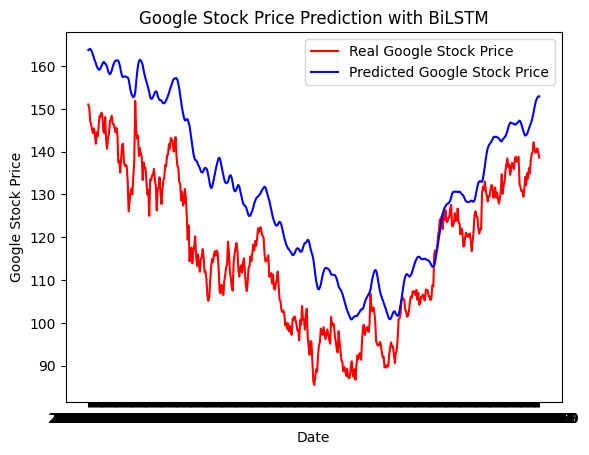 Google Stock Price Prediction with BiLSTM
Real Google Stock Price
Predicted Google Stock Price
Google Stock Price
160
150
140
130
120
110
100
90
Date